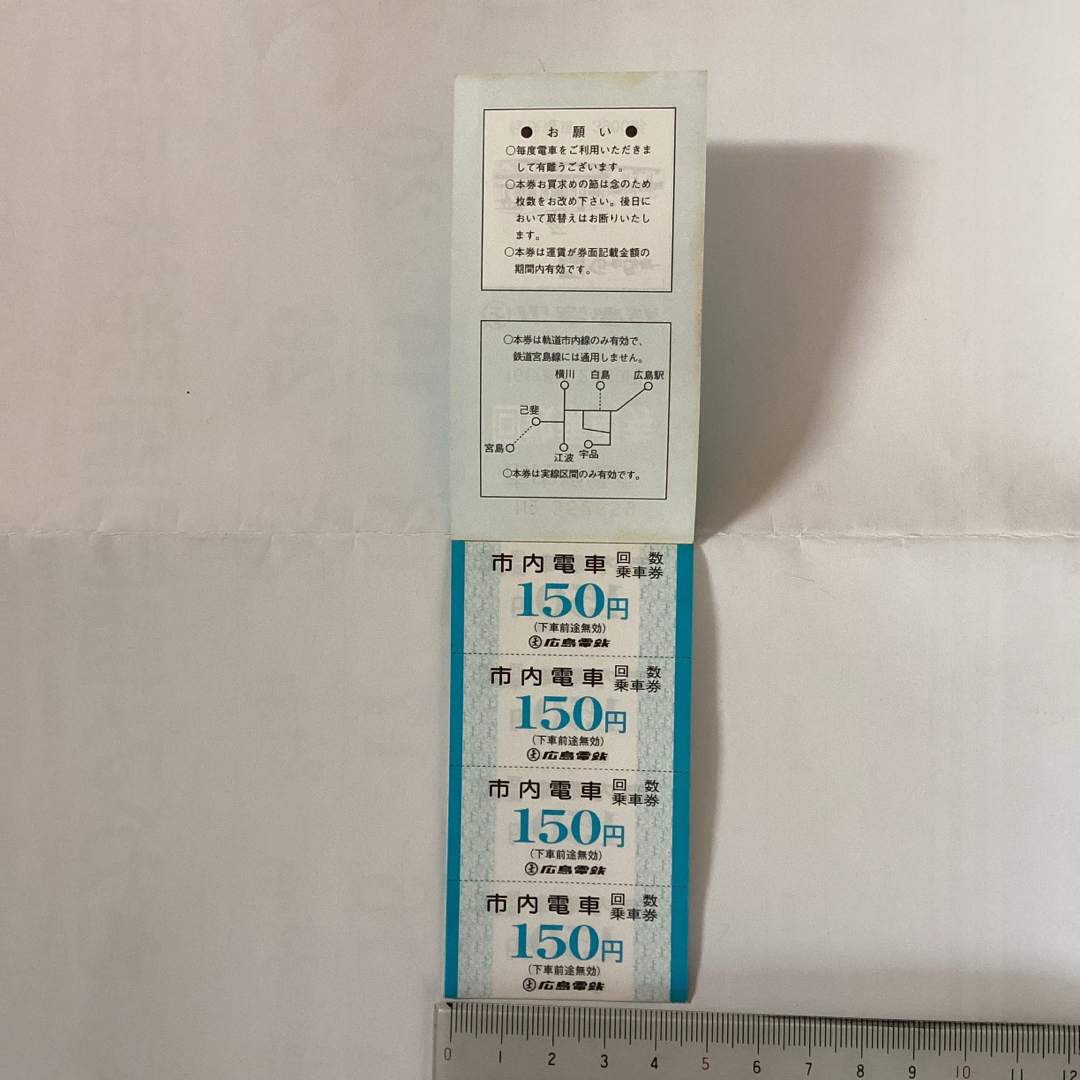 ● お願い ●
○毎度電車をご利用いただきま
して有難うございます。
○本券お買求めの節は念のため
枚数をお改め下さい。後日に
おいて取替えはお断りいたし
ます。
○本券は運賃が券面記載金額の
期間内有効です。
○本券は軌道市内線のみ有効で、
鉄道宮島線には通用しません。
横川 白島 広島駅
己斐
宮島
江波 宇品
○本券は実線区間のみ有効です。
市内電車 回数乗車券
150円
(下車前途無効)
広島電鉄
市内電車 回数乗車券
150円
(下車前途無効)
広島電鉄
市内電車 回数乗車券
150円
(下車前途無効)
広島電鉄
市内電車 回数乗車券
150円
(下車前途無効)
広島電鉄
0 1 2 3 4 5 6 7 8 9 10 11 12